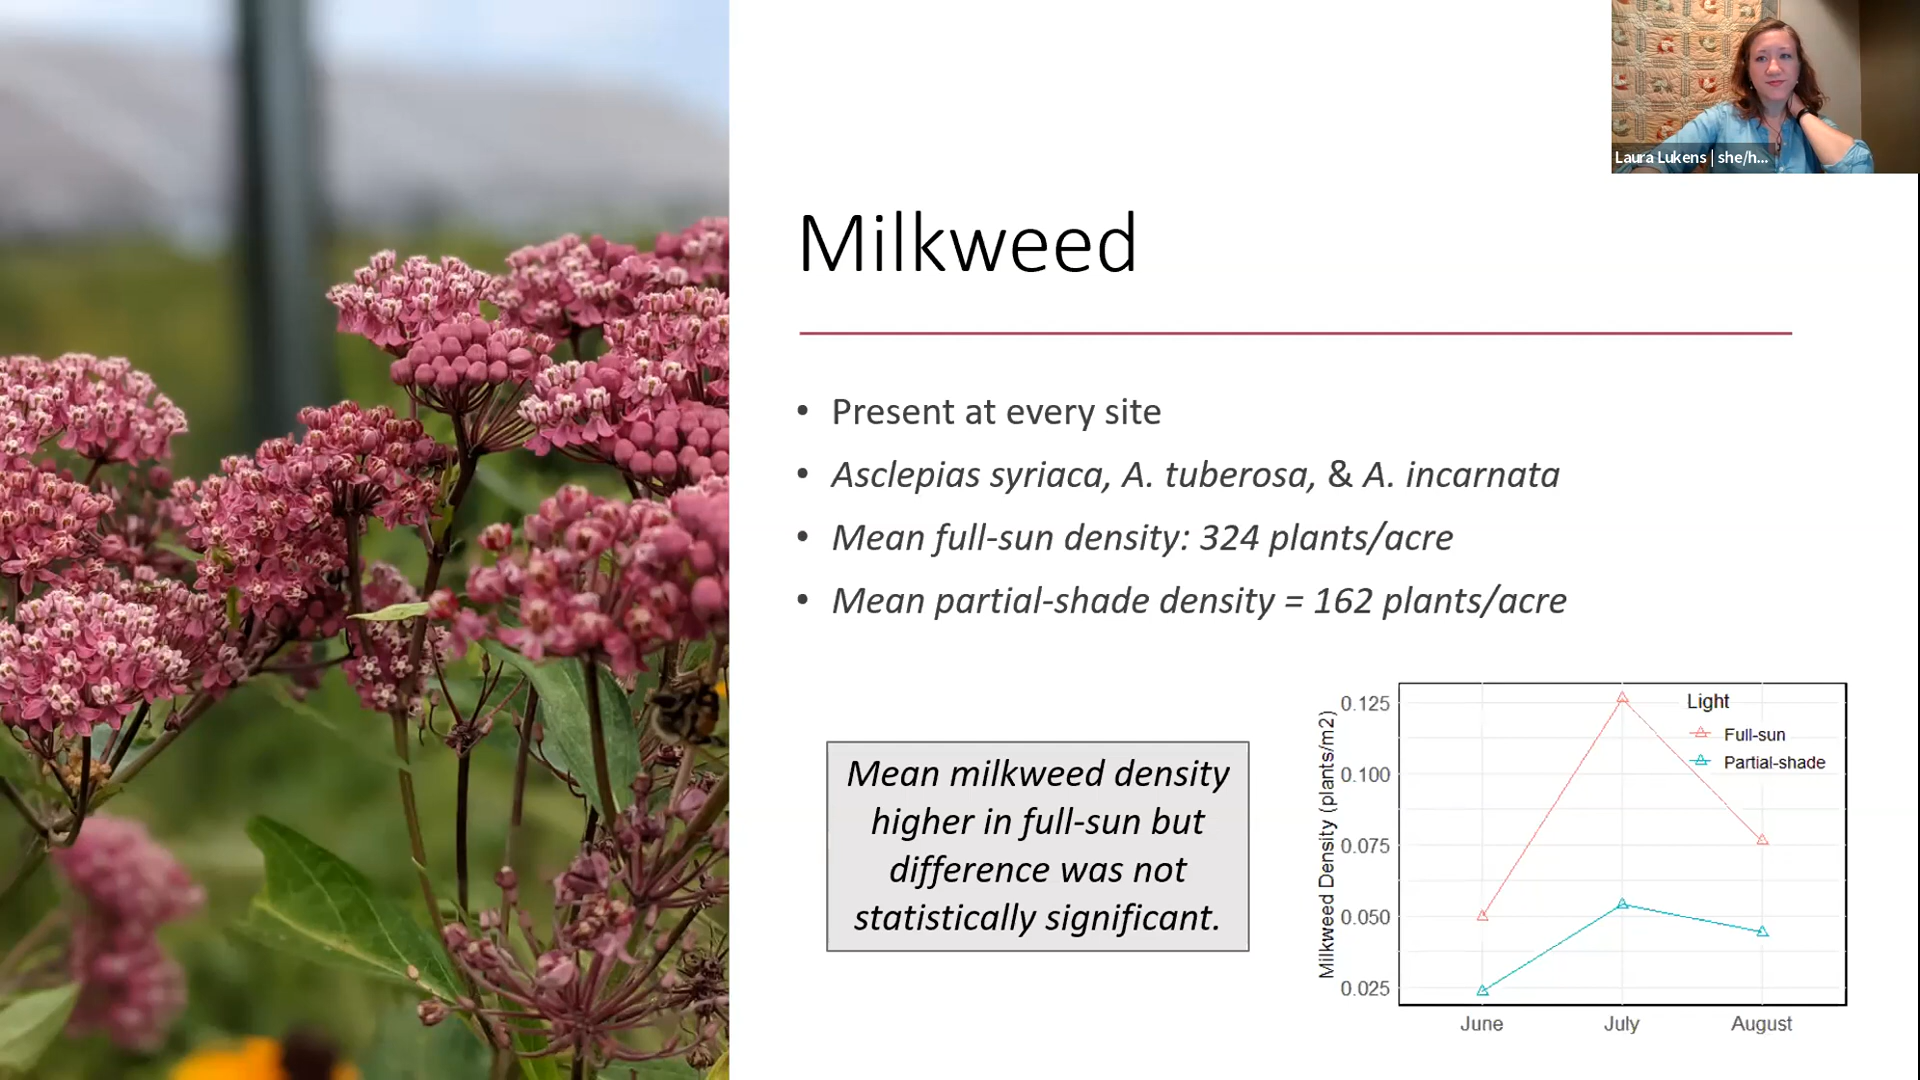 Laura Lukens | she/h...
Milkweed
• Present at every site
• Asclepias syriaca, A. tuberosa, & A. incarnata
• Mean full-sun density: 324 plants/acre
• Mean partial-shade density = 162 plants/acre
Mean milkweed density
higher in full-sun but
difference was not
statistically significant.
Milkweed Density (plants/m2)
0.125
0.100
0.075
0.050
0.025
Light
Full-sun
Partial-shade
June July August